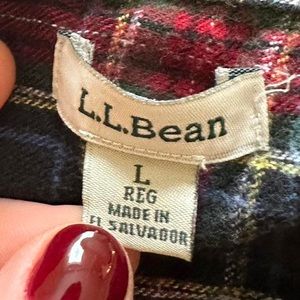 L.L.Bean
L
REG
MADE IN
EL SALVADOR